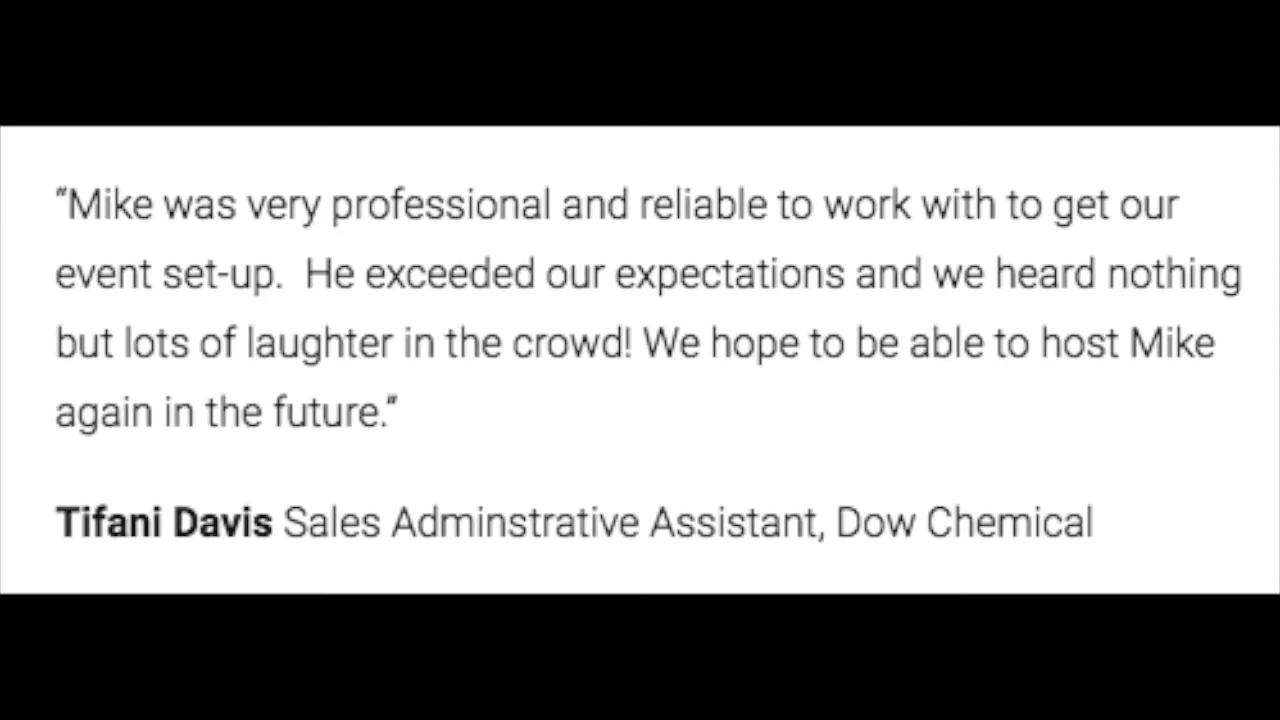 “Mike was very professional and reliable to work with to get our
event set-up.  He exceeded our expectations and we heard nothing
but lots of laughter in the crowd! We hope to be able to host Mike
again in the future.”
Tifani Davis Sales Adminstrative Assistant, Dow Chemical